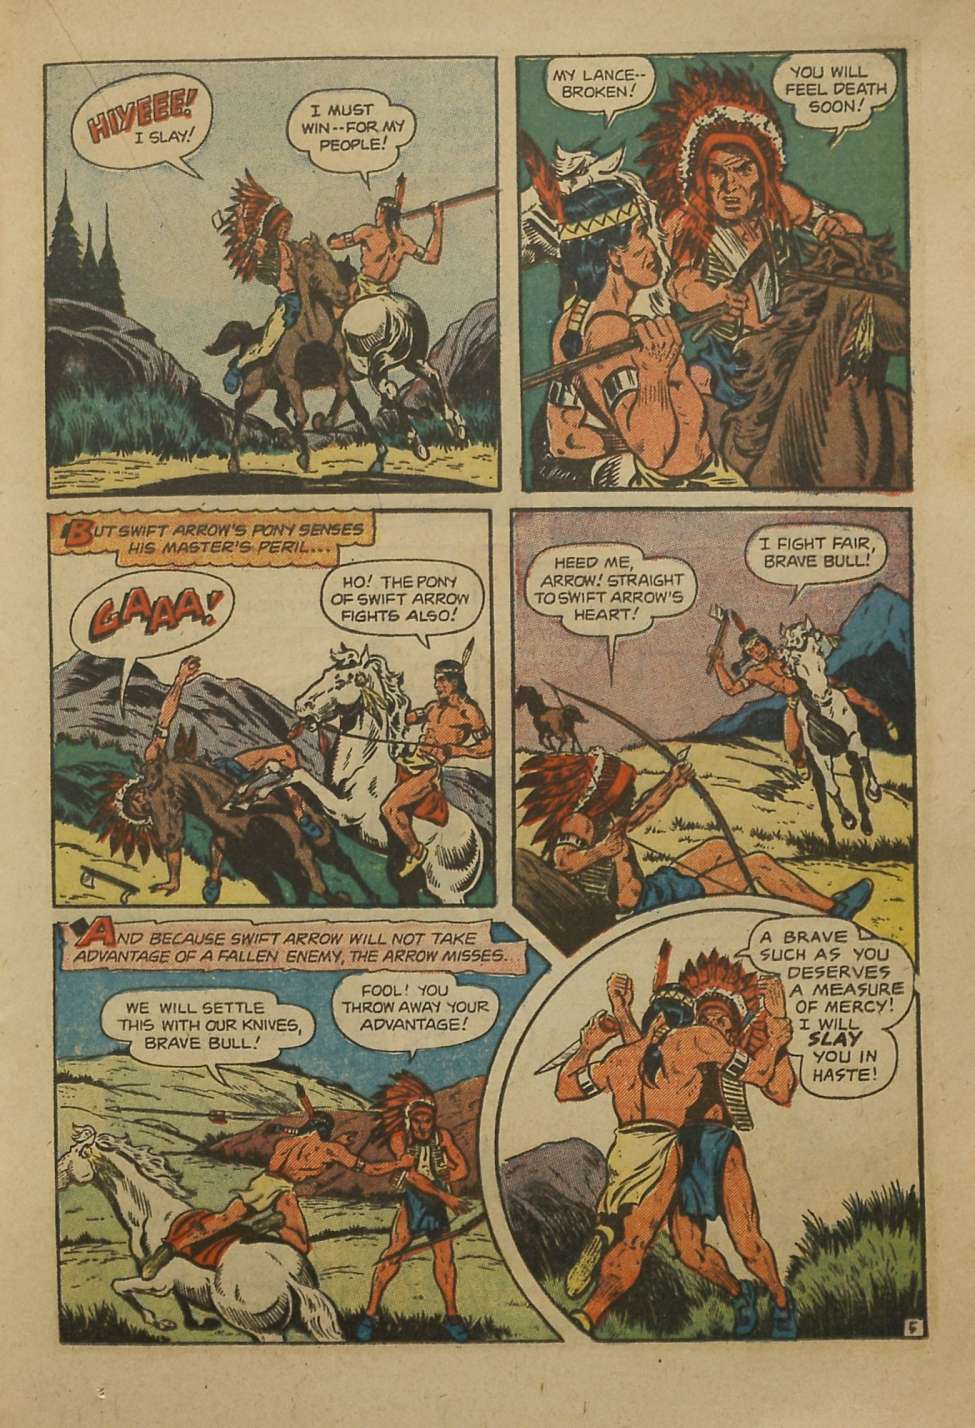 HIYEEE!
I SLAY!
I MUST
WIN--FOR MY
PEOPLE!
MY LANCE--
BROKEN!
YOU WILL
FEEL DEATH
SOON!
BUT SWIFT ARROW'S PONY SENSES
HIS MASTER'S PERIL...
GAAA!
HO! THE PONY
OF SWIFT ARROW
FIGHTS ALSO!
HEED ME,
ARROW! STRAIGHT
TO SWIFT ARROW'S
HEART!
I FIGHT FAIR,
BRAVE BULL!
AND BECAUSE SWIFT ARROW WILL NOT TAKE
ADVANTAGE OF A FALLEN ENEMY, THE ARROW MISSES...
WE WILL SETTLE
THIS WITH OUR KNIVES,
BRAVE BULL!
FOOL! YOU
THROW AWAY YOUR
ADVANTAGE!
A BRAVE
SUCH AS YOU
DESERVES
A MEASURE
OF MERCY!
I WILL
SLAY
YOU IN
HASTE!
5